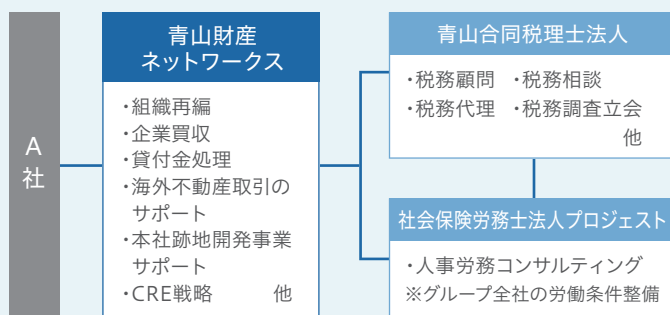 A
社
青山財産
ネットワークス
・組織再編
・企業買収
・貸付金処理
・海外不動産取引の
サポート
・本社跡地開発事業
サポート
・CRE戦略 他
青山合同税理士法人
・税務顧問 ・税務相談
・税務代理 ・税務調査立会
他
社会保険労務士法人プロジェスト
・人事労務コンサルティング
※グループ全社の労働条件整備